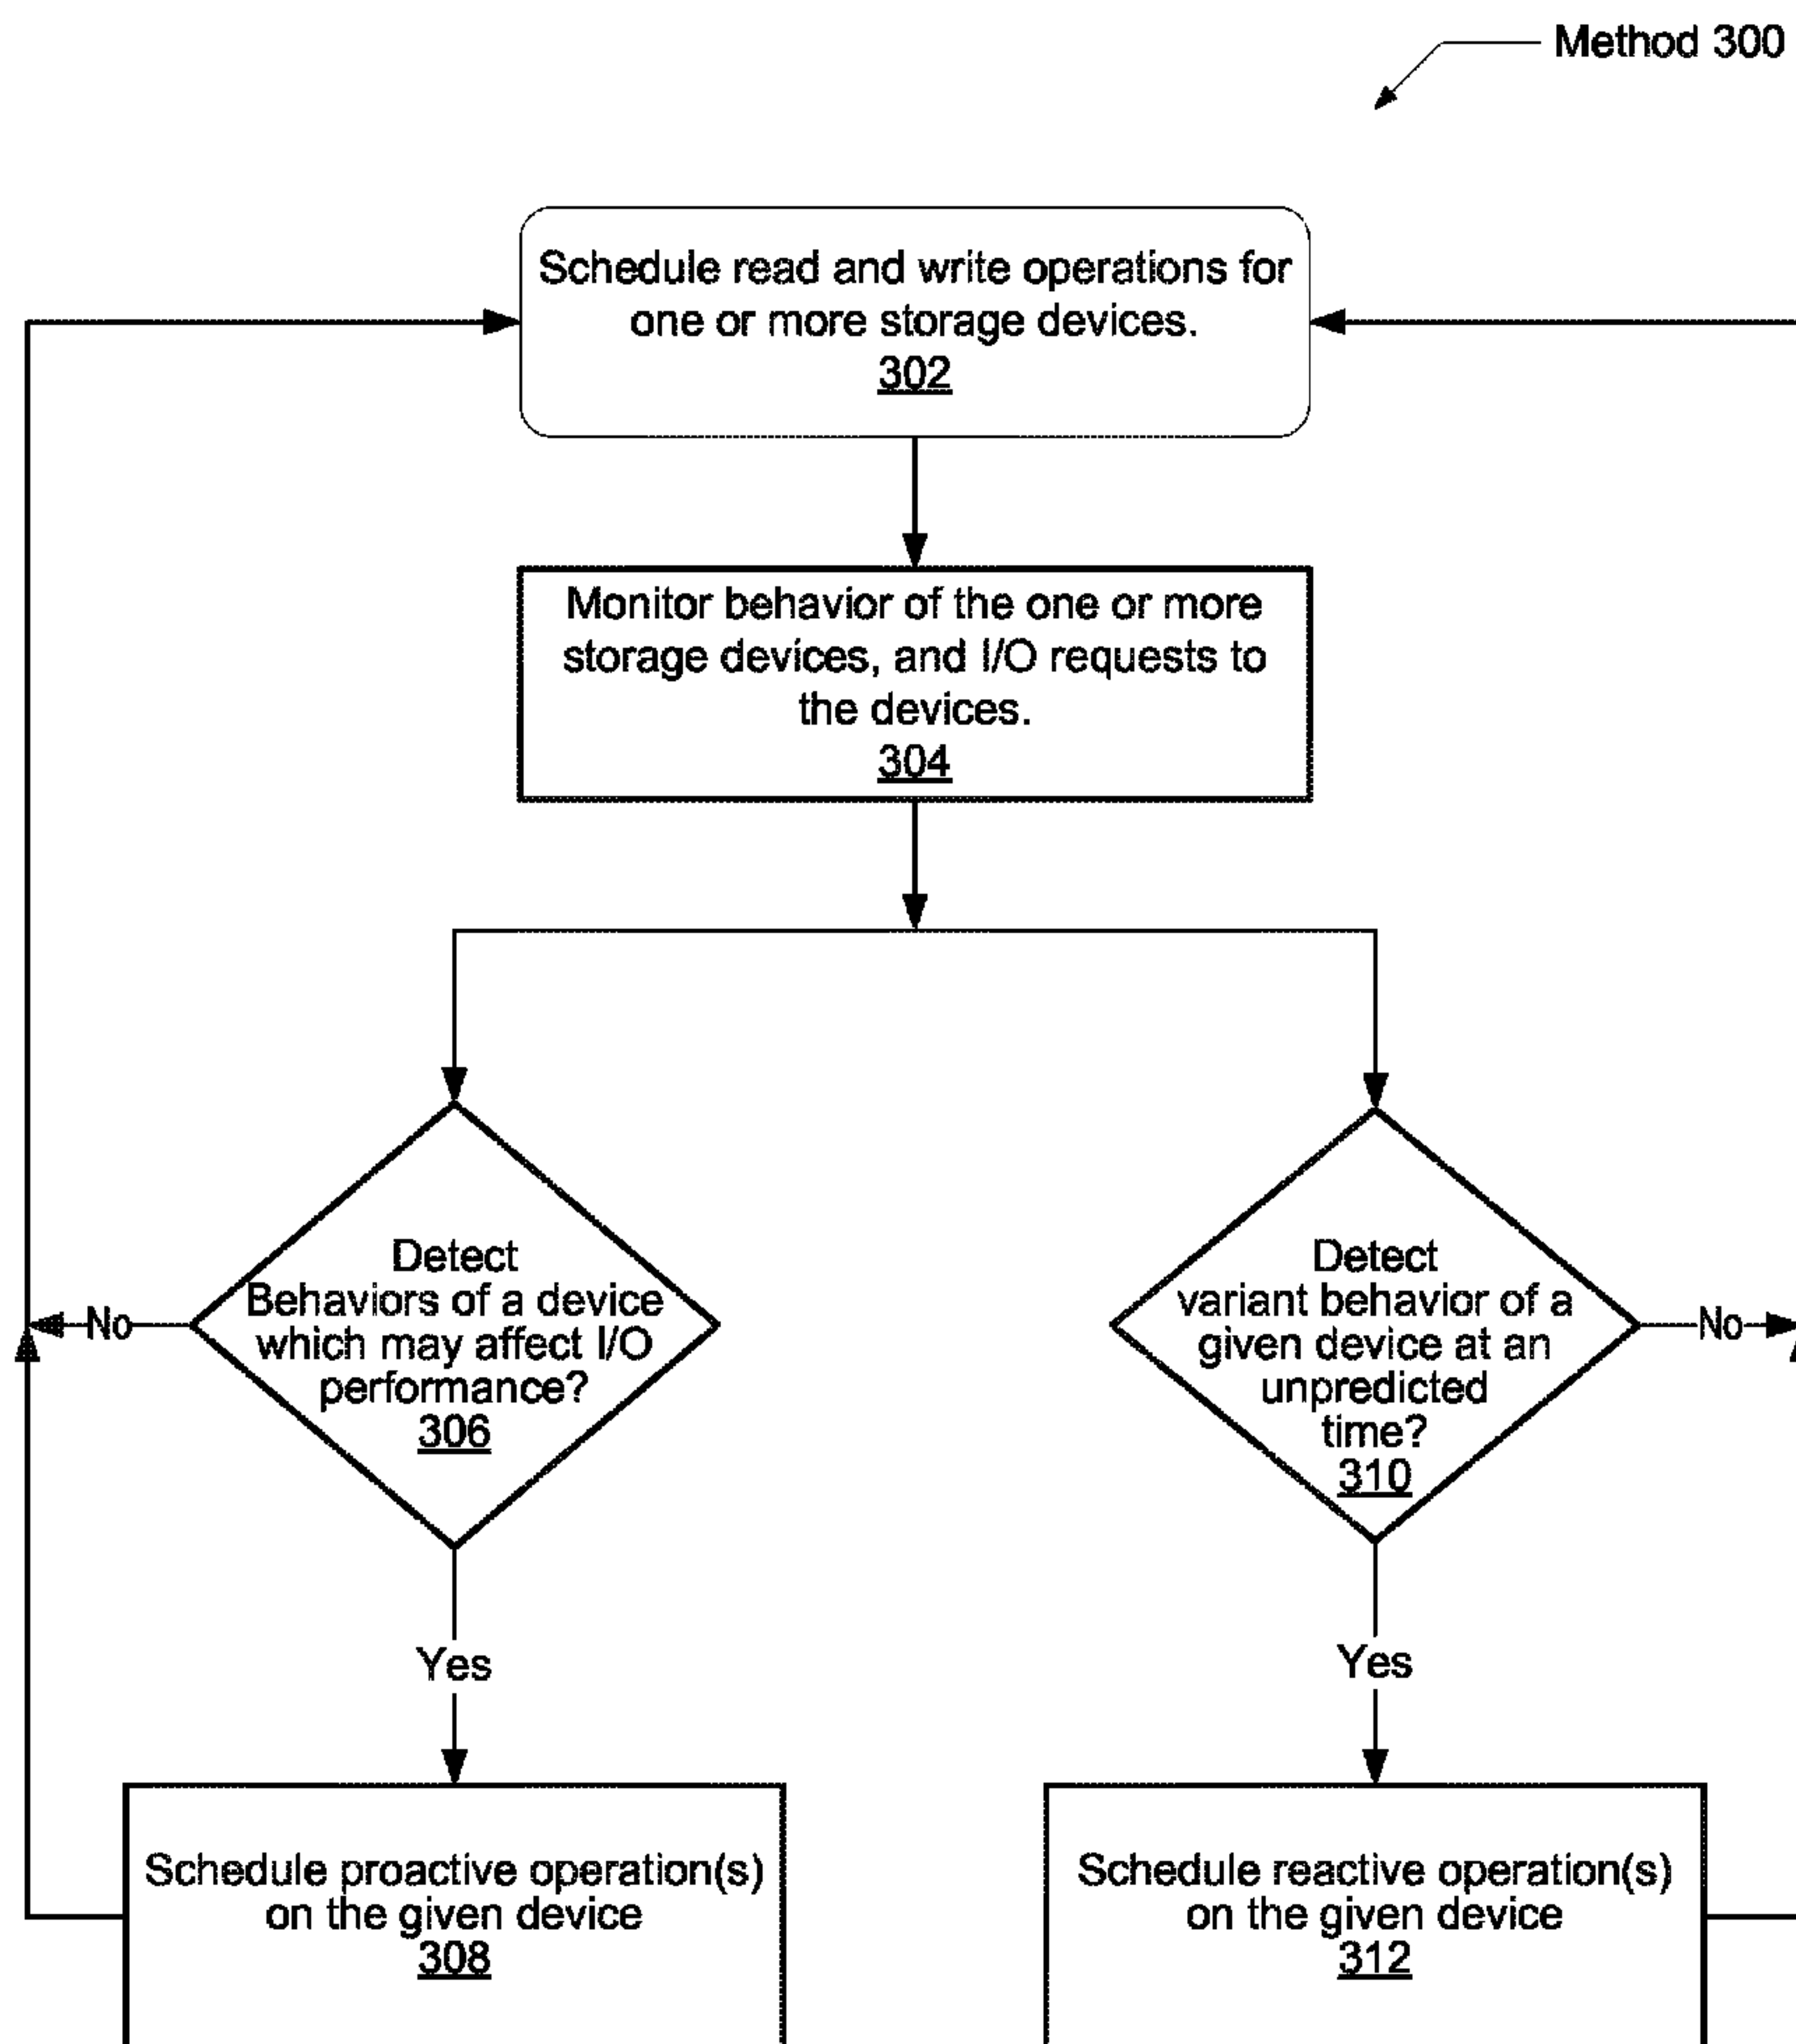 Method 300
Schedule read and write operations for
one or more storage devices.
302
Monitor behavior of the one or more
storage devices, and I/O requests to
the devices.
304
Detect
Behaviors of a device
which may affect I/O
performance?
306
No
Yes
Detect
variant behavior of a
given device at an
unpredicted
time?
310
No
Yes
Schedule proactive operation(s)
on the given device
308
Schedule reactive operation(s)
on the given device
312